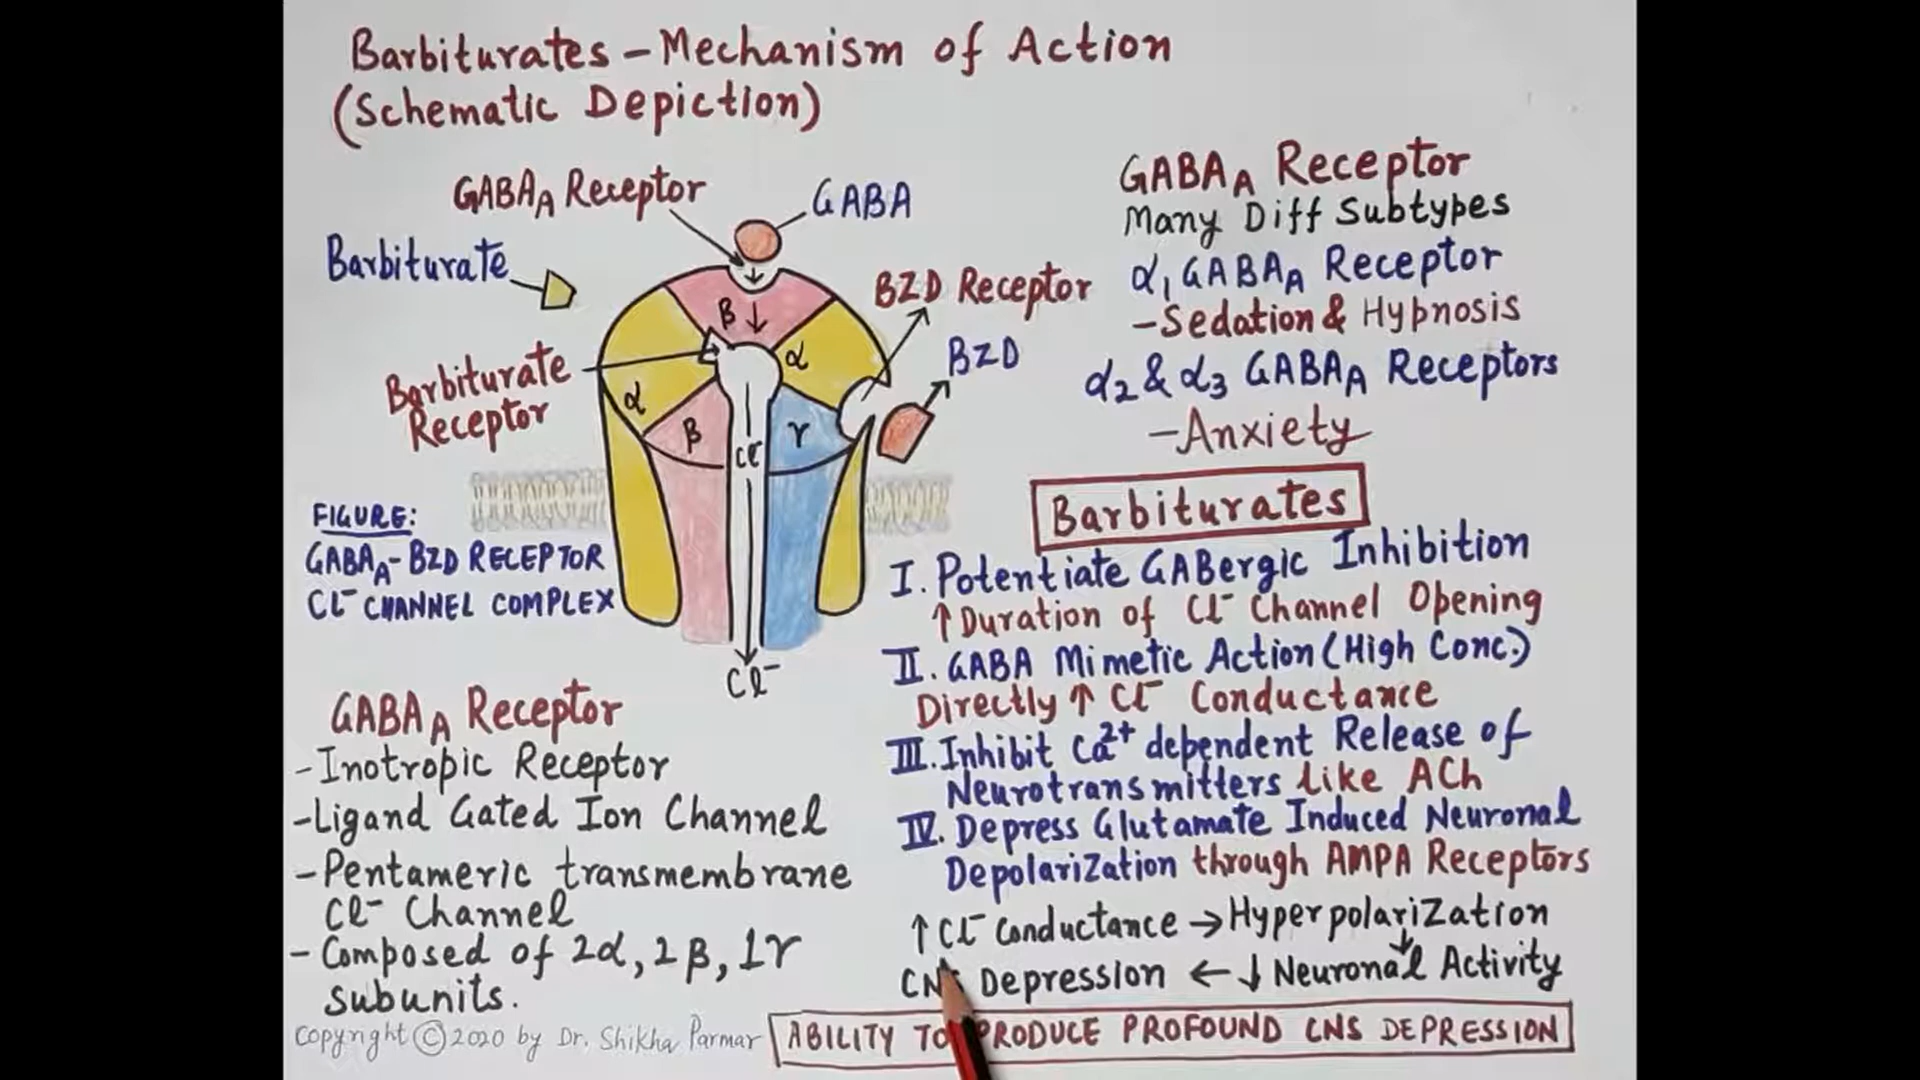 Barbiturates – Mechanism of Action
(Schematic Depiction)
GABAA Receptor
GABA
Barbiturate
BZD Receptor
BZD
Barbiturate
Receptor
β
α
α
β
γ
Cl-
Cl-
FIGURE:
GABAA-BZD RECEPTOR
Cl- CHANNEL COMPLEX
GABAA Receptor
- Inotropic Receptor
- Ligand Gated Ion Channel
- Pentameric transmembrane
Cl- Channel
- Composed of 2α, 2β, 1γ
subunits.
Copyright © 2020 by Dr. Shikha Parmar
GABAA Receptor
Many Diff Subtypes
α1 GABAA Receptor
- Sedation & Hypnosis
α2 & α3 GABAA Receptors
- Anxiety
Barbiturates
I. Potentiate GABergic Inhibition
↑ Duration of Cl- Channel Opening
II. GABA Mimetic Action (High Conc.)
Directly ↑ Cl- Conductance
III. Inhibit Ca2+ dependent Release of
Neurotransmitters like ACh
IV. Depress Glutamate Induced Neuronal
Depolarization through AMPA Receptors
↑ Cl- Conductance → Hyperpolarization
↓
CNS Depression ← ↓ Neuronal Activity
ABILITY TO PRODUCE PROFOUND CNS DEPRESSION